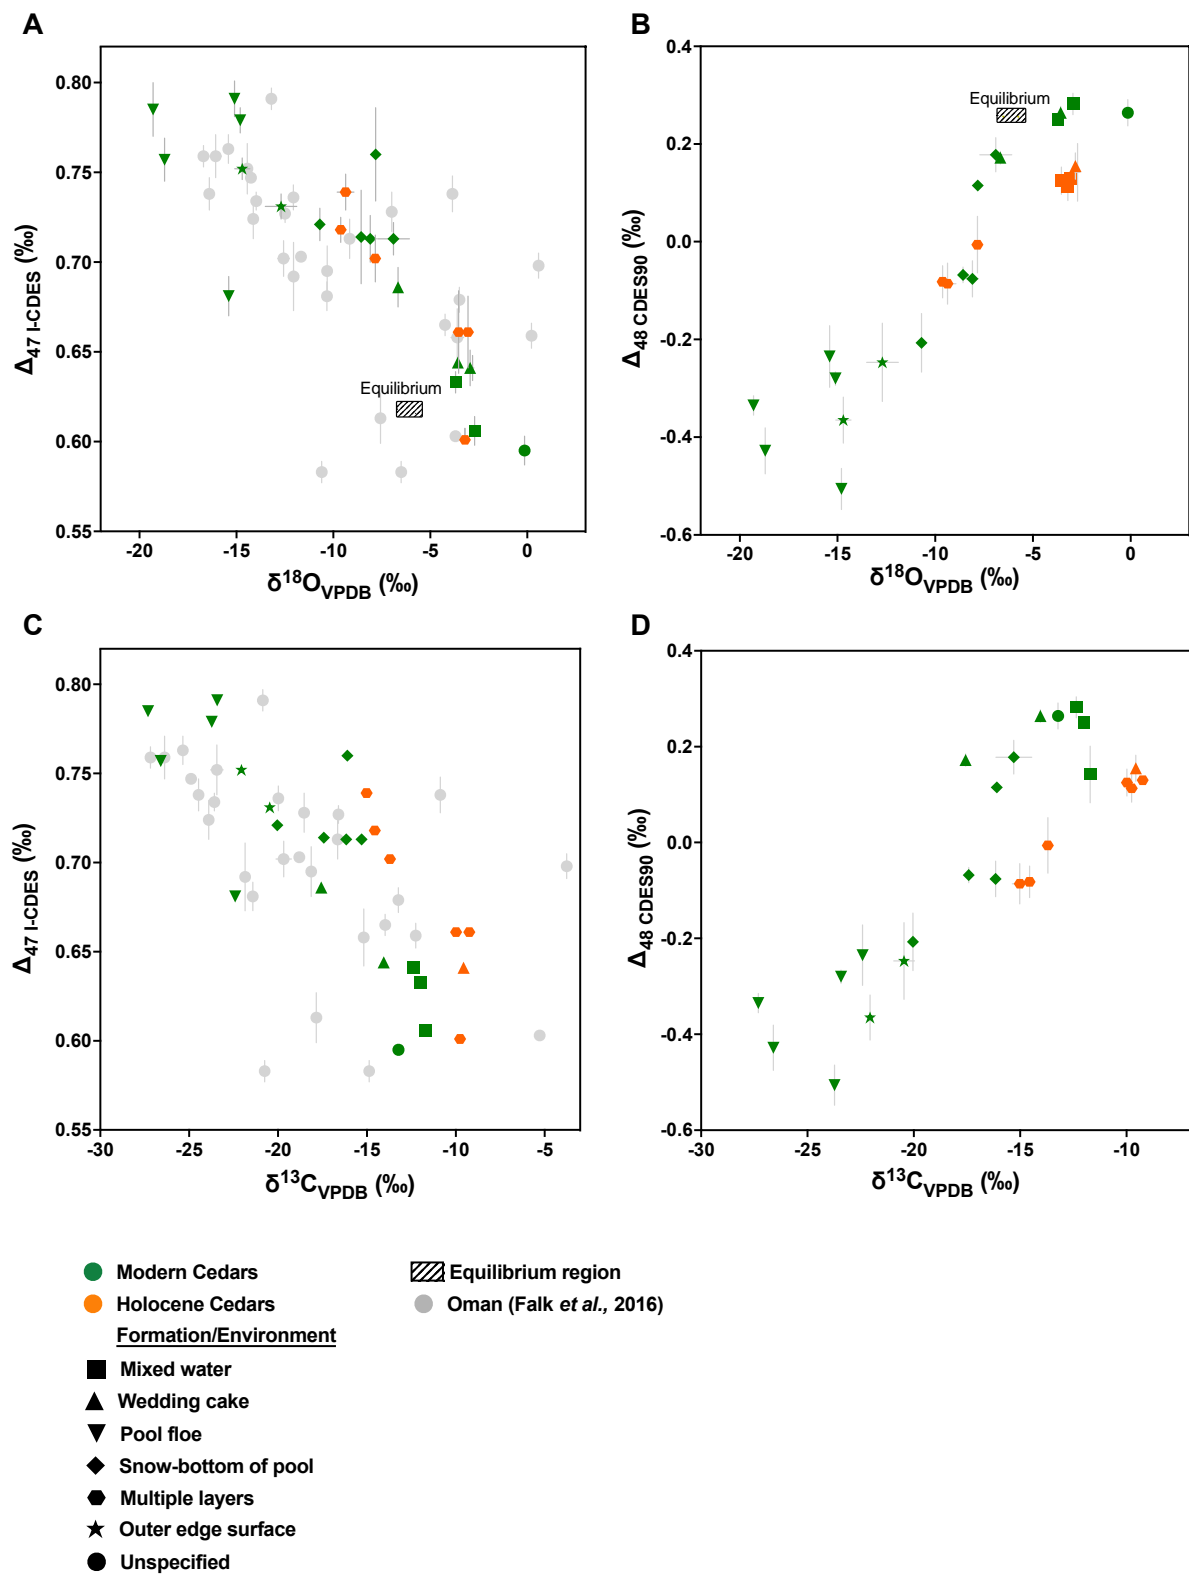 A
0.80
0.75
0.70
0.65
0.60
0.55
Δ47 I-CDES (‰)
Equilibrium
-20 -15 -10 -5 0
δ18OVPDB (‰)
B
0.4
0.2
0.0
-0.2
-0.4
-0.6
Δ48 CDES90 (‰)
Equilibrium
-20 -15 -10 -5 0
δ18OVPDB (‰)
C
0.80
0.75
0.70
0.65
0.60
0.55
Δ47 I-CDES (‰)
-30 -25 -20 -15 -10 -5
δ13CVPDB (‰)
D
0.4
0.2
0.0
-0.2
-0.4
-0.6
Δ48 CDES90 (‰)
-30 -25 -20 -15 -10
δ13CVPDB (‰)
Modern Cedars
Holocene Cedars
Equilibrium region
Oman (Falk et al., 2016)
Formation/Environment
Mixed water
Wedding cake
Pool floe
Snow-bottom of pool
Multiple layers
Outer edge surface
Unspecified